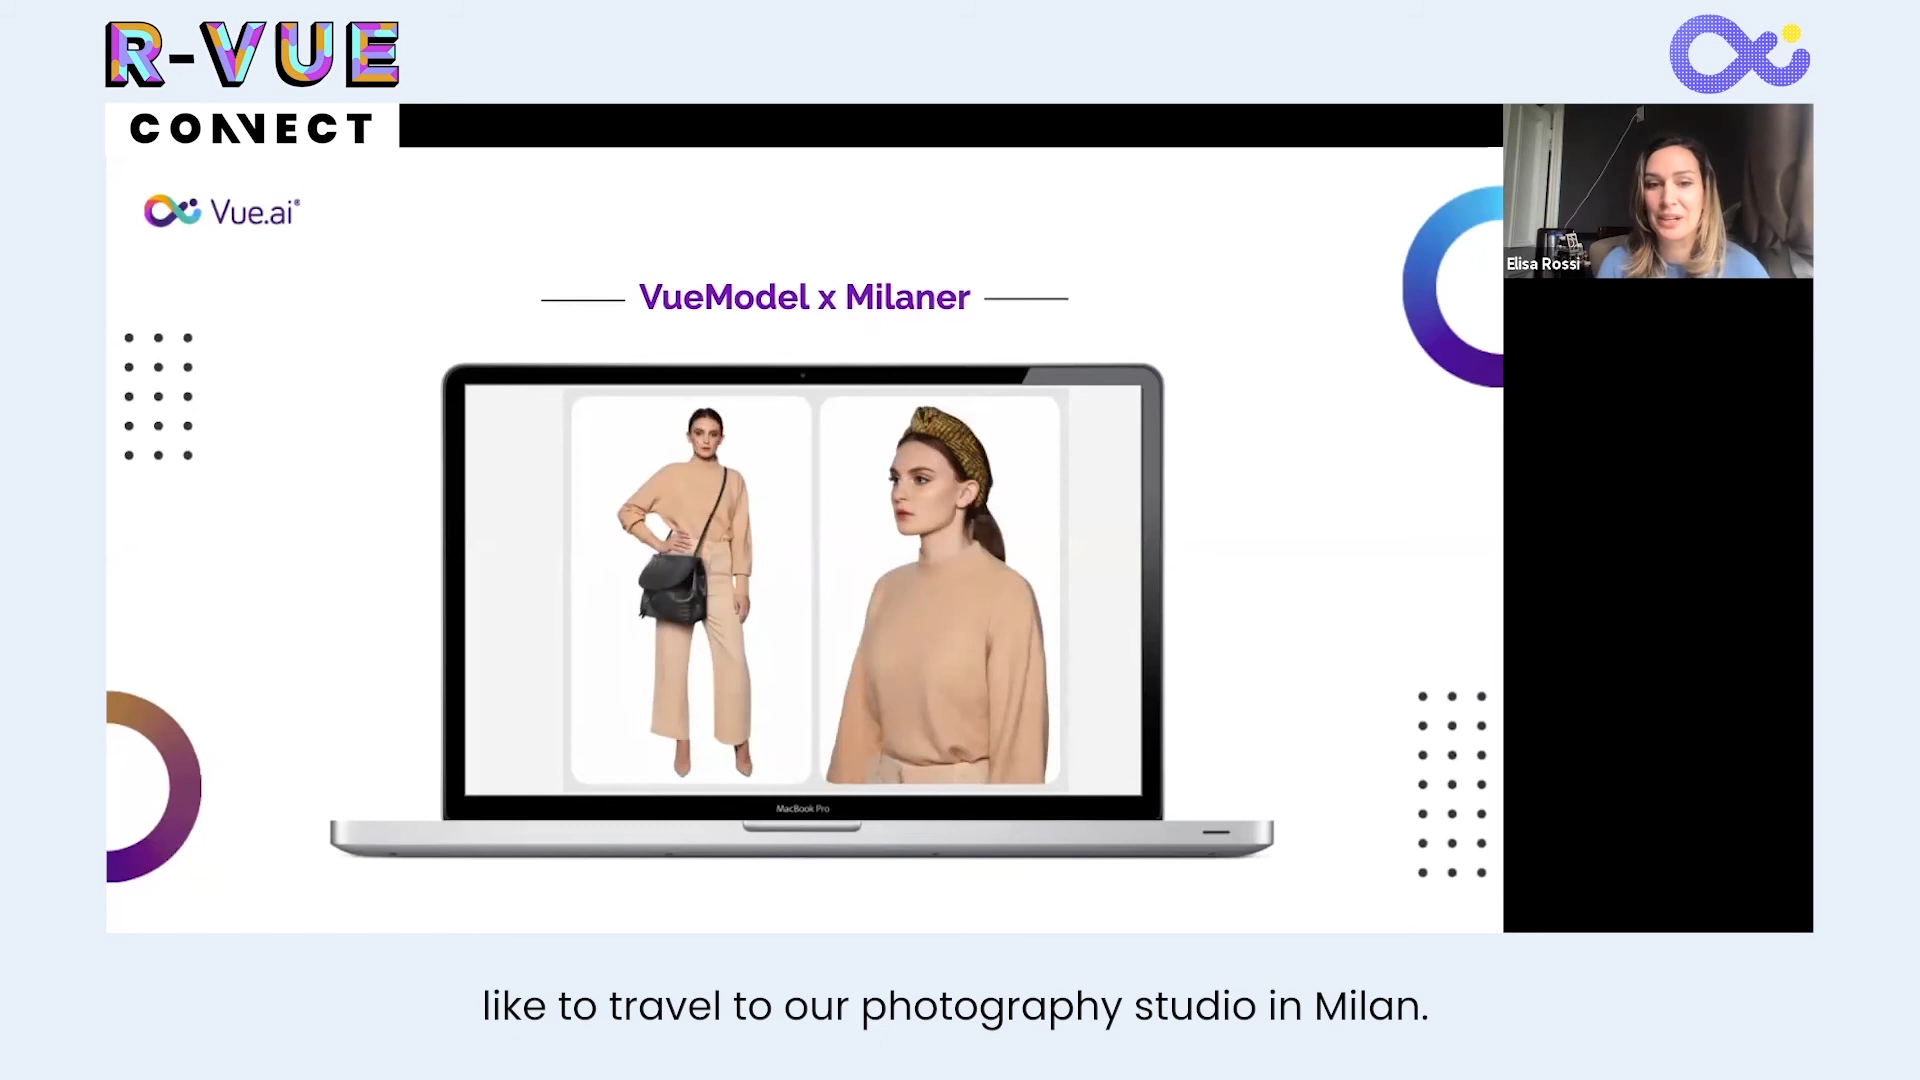 R-VUE
CONNECT
Vue.ai®
Elisa Rossi
VueModel x Milaner
MacBook Pro
like to travel to our photography studio in Milan.